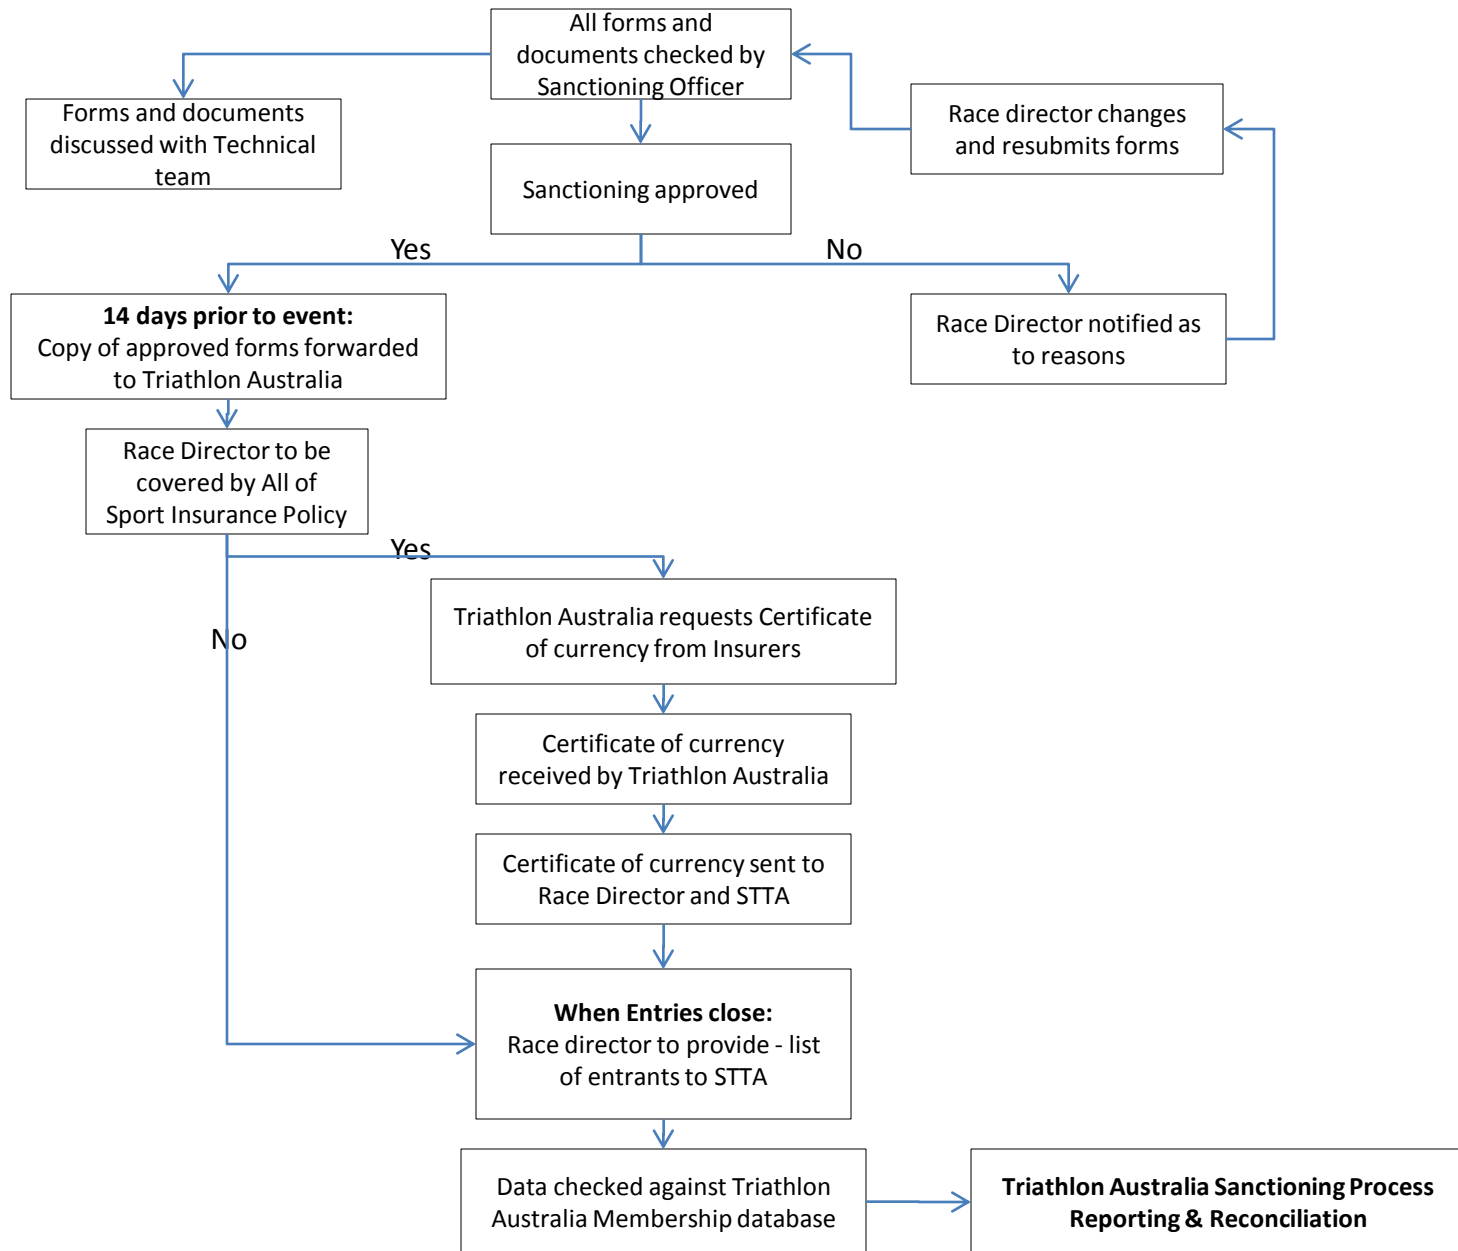 All forms and
documents checked by
Sanctioning Officer
Forms and documents
discussed with Technical
team
Race director changes
and resubmits forms
Sanctioning approved
Yes
No
14 days prior to event:
Copy of approved forms forwarded
to Triathlon Australia
Race Director notified as
to reasons
Race Director to be
covered by All of
Sport Insurance Policy
Yes
No
Triathlon Australia requests Certificate
of currency from Insurers
Certificate of currency
received by Triathlon Australia
Certificate of currency sent to
Race Director and STTA
When Entries close:
Race director to provide - list
of entrants to STTA
Data checked against Triathlon
Australia Membership database
Triathlon Australia Sanctioning Process
Reporting & Reconciliation